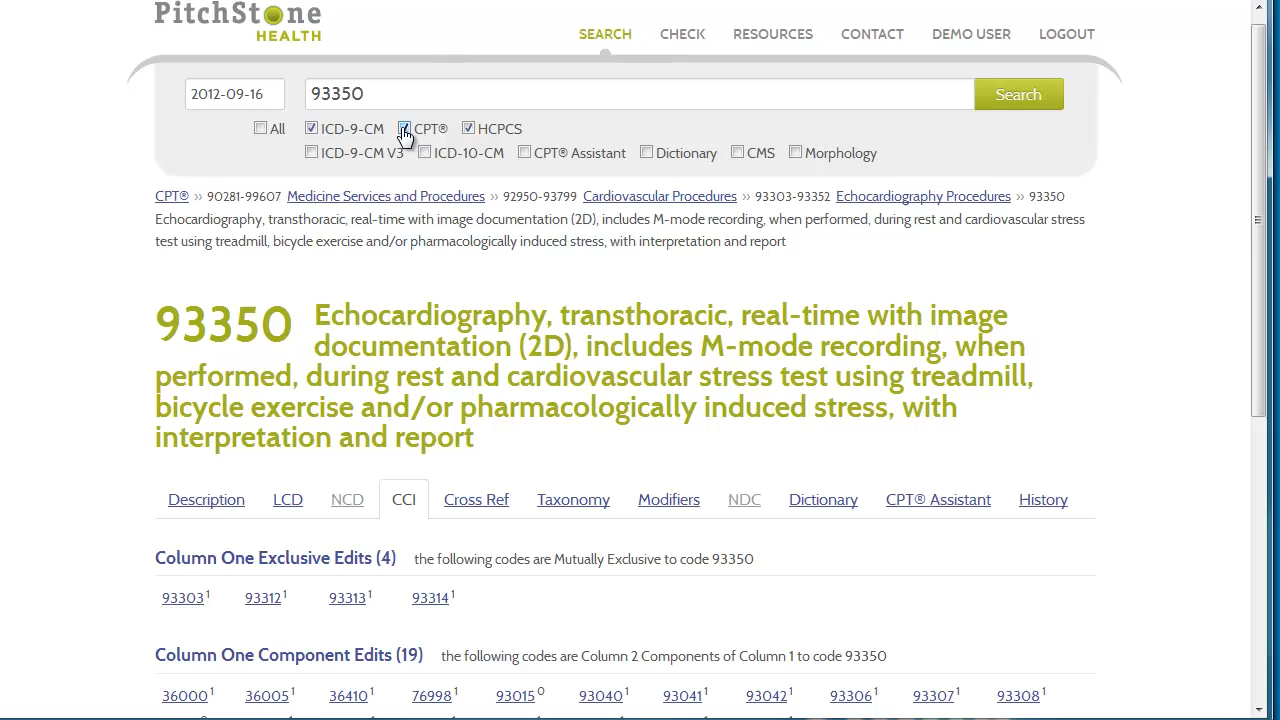 PitchStone
HEALTH
SEARCH CHECK RESOURCES CONTACT DEMO USER LOGOUT
2012-09-16 93350 Search
All ICD-9-CM CPT® HCPCS
ICD-9-CM V3 ICD-10-CM CPT® Assistant Dictionary CMS Morphology
CPT® ›› 90281-99607 Medicine Services and Procedures ›› 92950-93799 Cardiovascular Procedures ›› 93303-93352 Echocardiography Procedures ›› 93350
Echocardiography, transthoracic, real-time with image documentation (2D), includes M-mode recording, when performed, during rest and cardiovascular stress
test using treadmill, bicycle exercise and/or pharmacologically induced stress, with interpretation and report
93350 Echocardiography, transthoracic, real-time with image
documentation (2D), includes M-mode recording, when
performed, during rest and cardiovascular stress test using treadmill,
bicycle exercise and/or pharmacologically induced stress, with
interpretation and report
Description LCD NCD CCI Cross Ref Taxonomy Modifiers NDC Dictionary CPT® Assistant History
Column One Exclusive Edits (4) the following codes are Mutually Exclusive to code 93350
93303¹ 93312¹ 93313¹ 93314¹
Column One Component Edits (19) the following codes are Column 2 Components of Column 1 to code 93350
36000¹ 36005¹ 36410¹ 76998¹ 93015⁰ 93040¹ 93041¹ 93042¹ 93306¹ 93307¹ 93308¹